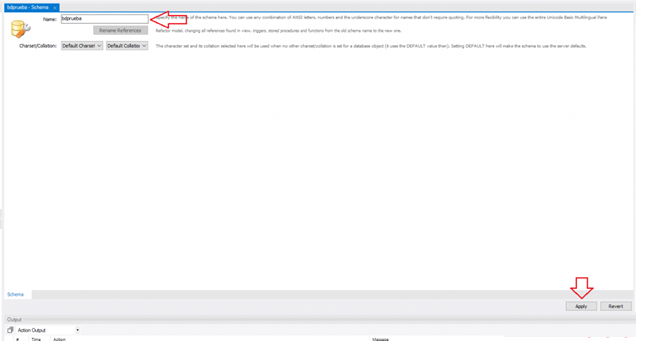 bdprueba - Schema ×
Name: bdprueba
Specify the name of the schema here. You can use any combination of ANSI letters, numbers and the underscore character for names that don't require quoting. For more flexibility you can use the entire Unicode Basic Multilingual Pane
Rename References
Refactor model, changing all references found in view, triggers, stored procedures and functions from the old schema name to the new one.
Charset/Collation: Default Charset Default Collatio
The character set and its collation selected here will be used when no other charset/collation is set for a database object (it uses the DEFAULT value then). Setting DEFAULT here will make the schema to use the server defaults.
Schema
Apply Revert
Output
Action Output
# Time Action Message